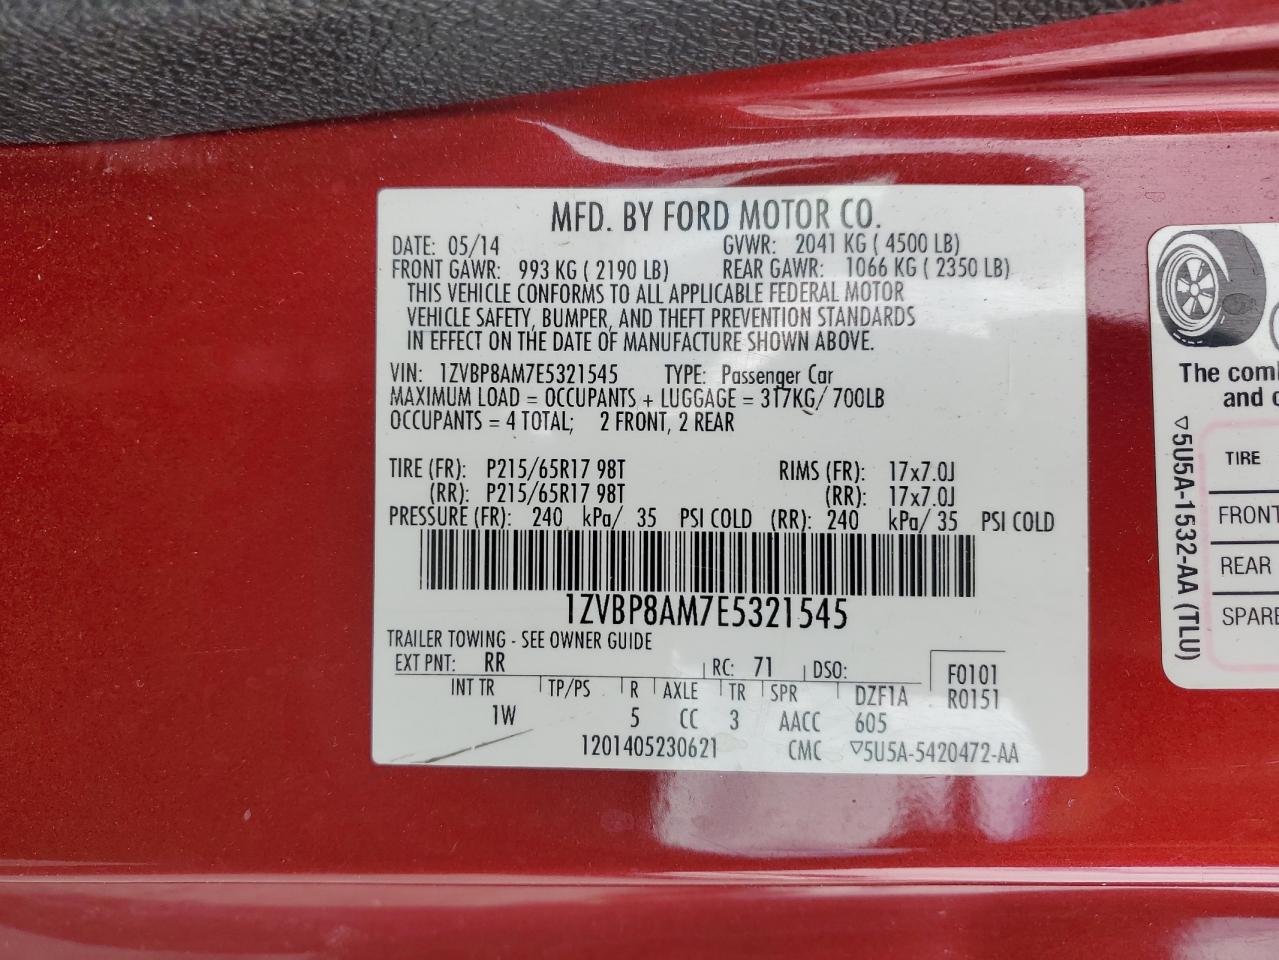 MFD. BY FORD MOTOR CO.
DATE: 05/14 GVWR: 2041 KG ( 4500 LB)
FRONT GAWR: 993 KG ( 2190 LB) REAR GAWR: 1066 KG ( 2350 LB)
THIS VEHICLE CONFORMS TO ALL APPLICABLE FEDERAL MOTOR
VEHICLE SAFETY, BUMPER, AND THEFT PREVENTION STANDARDS
IN EFFECT ON THE DATE OF MANUFACTURE SHOWN ABOVE.
VIN: 1ZVBP8AM7E5321545 TYPE: Passenger Car
MAXIMUM LOAD = OCCUPANTS + LUGGAGE = 317KG/ 700LB
OCCUPANTS = 4 TOTAL; 2 FRONT, 2 REAR
TIRE (FR): P215/65R17 98T RIMS (FR): 17x7.0J
(RR): P215/65R17 98T (RR): 17x7.0J
PRESSURE (FR): 240 kPa/ 35 PSI COLD (RR): 240 kPa/ 35 PSI COLD
1ZVBP8AM7E5321545
TRAILER TOWING - SEE OWNER GUIDE
EXT PNT: RR RC: 71 DSO: F0101
INT TR TP/PS R AXLE TR SPR DZF1A R0151
1W 5 CC 3 AACC 605
1201405230621 CMC ▽5U5A-5420472-AA
The comb
and c
▽5U5A-1532-AA (TLU)
TIRE
FRONT
REAR
SPARE